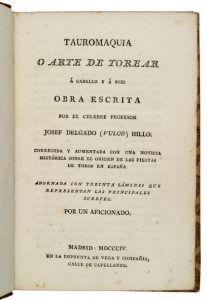 TAUROMAQUIA
O ARTE DE TOREAR
Á CABALLO Y Á PIE:
OBRA ESCRITA
POR EL CELEBRE PROFESOR
JOSEF DELGADO (VULGO) HILLO:
CORREGIDA Y AUMENTADA CON UNA NOTICIA
HISTÓRICA SOBRE EL ORIGEN DE LAS FIESTAS
DE TOROS EN ESPAÑA.
ADORNADA CON TREINTA LÁMINAS QUE
REPRESENTAN LAS PRINCIPALES
SUERTES.
POR UN AFICIONADO.
MADRID: MDCCCIV.
EN LA IMPRENTA DE VEGA Y COMPAÑIA,
CALLE DE CAPELLANES.